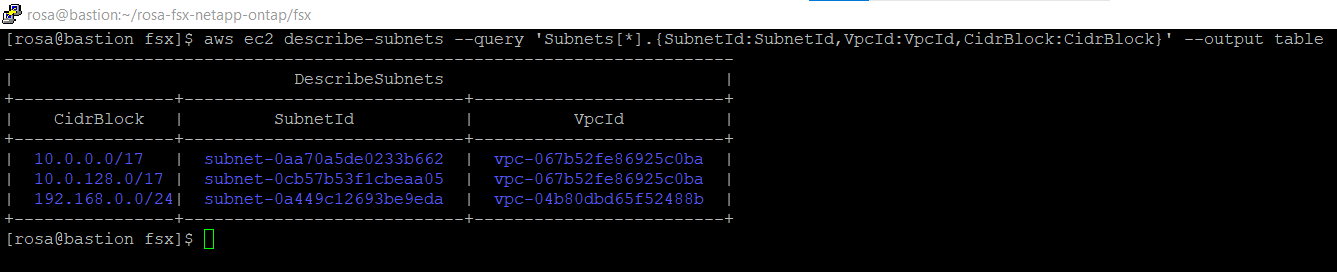 rosa@bastion:~/rosa-fsx-netapp-ontap/fsx
[rosa@bastion fsx]$ aws ec2 describe-subnets --query 'Subnets[*].{SubnetId:SubnetId,VpcId:VpcId,CidrBlock:CidrBlock}' --output table
------------------------------------------------------------------------
|                            DescribeSubnets                            |
+----------------+----------------------------+-------------------------+
|    CidrBlock   |         SubnetId           |          VpcId          |
+----------------+----------------------------+-------------------------+
|  10.0.0.0/17   |  subnet-0aa70a5de0233b662  |  vpc-067b52fe86925c0ba  |
|  10.0.128.0/17 |  subnet-0cb57b53f1cbeaa05  |  vpc-067b52fe86925c0ba  |
|  192.168.0.0/24|  subnet-0a449c12693be9eda  |  vpc-04b80dbd65f52488b  |
+----------------+----------------------------+-------------------------+
[rosa@bastion fsx]$